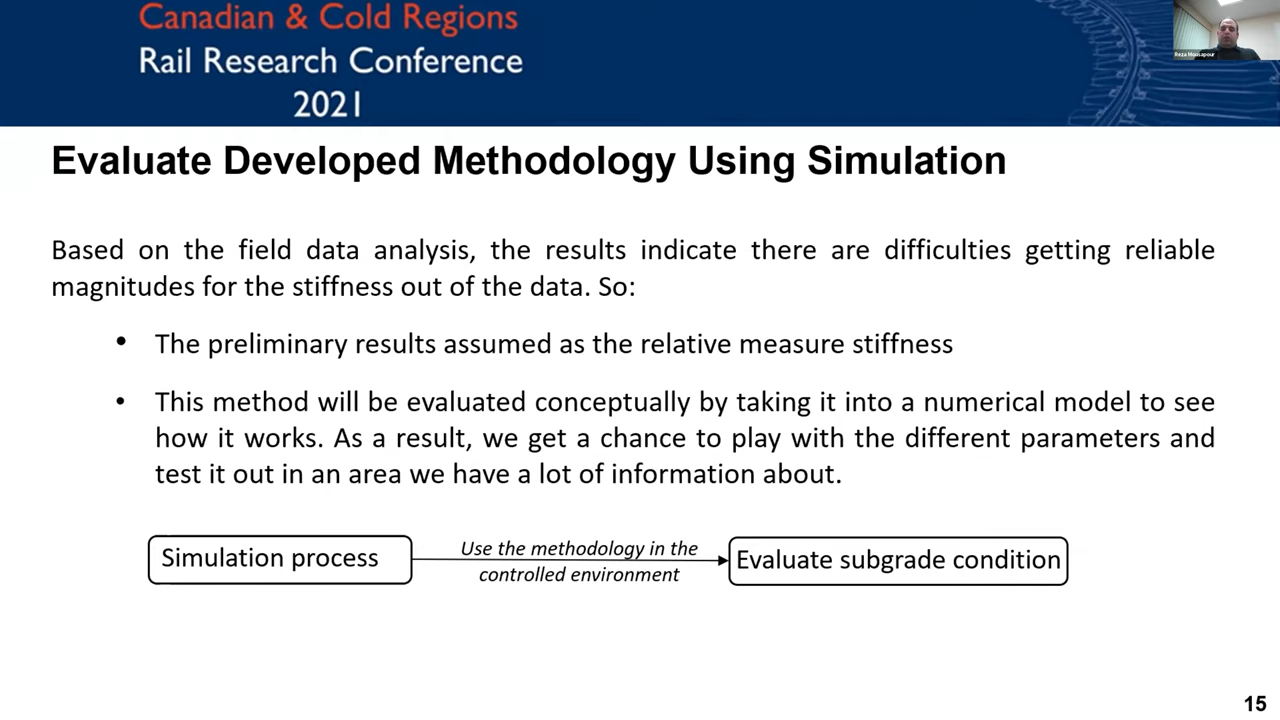 Canadian & Cold Regions
Rail Research Conference
2021
Reza Mousapour
Evaluate Developed Methodology Using Simulation
Based on the field data analysis, the results indicate there are difficulties getting reliable
magnitudes for the stiffness out of the data. So:
• The preliminary results assumed as the relative measure stiffness
• This method will be evaluated conceptually by taking it into a numerical model to see
how it works. As a result, we get a chance to play with the different parameters and
test it out in an area we have a lot of information about.
Simulation process
Use the methodology in the
controlled environment
Evaluate subgrade condition
15